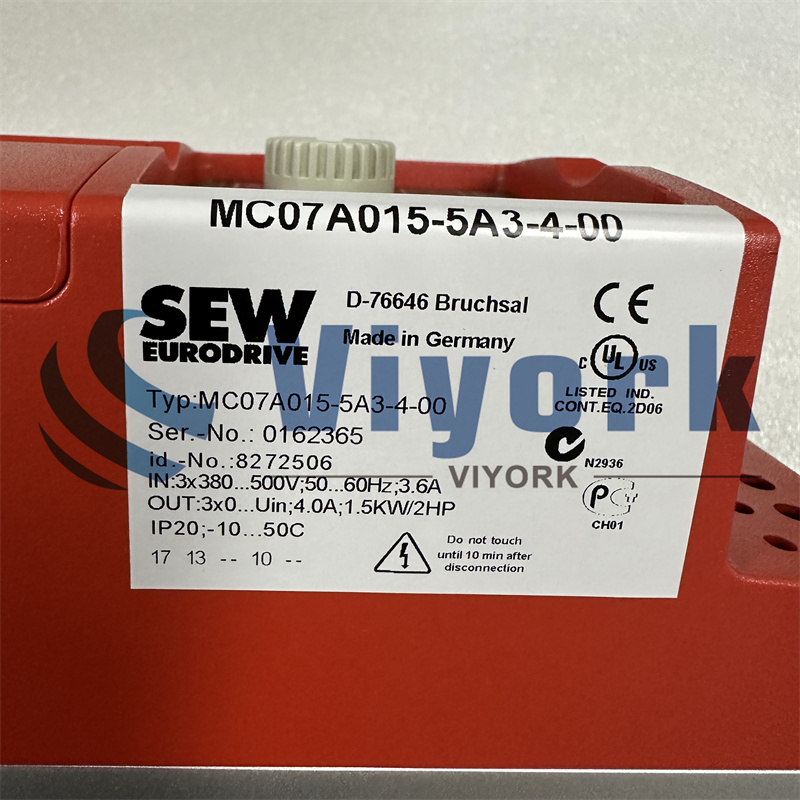 MC07A015-5A3-4-00
SEW
EURODRIVE
D-76646 Bruchsal
Made in Germany
CE
C UL US
LISTED IND.
CONT.EQ.2D06
Typ:MC07A015-5A3-4-00
Ser.-No.: 0162365
id.-No.:8272506
IN:3x380...500V;50...60Hz;3.6A
OUT:3x0...Uin;4.0A;1.5KW/2HP
IP20;-10...50C
17 13 -- 10 --
N2936
CH01
Do not touch
until 10 min after
disconnection
Viyork
VIYORK